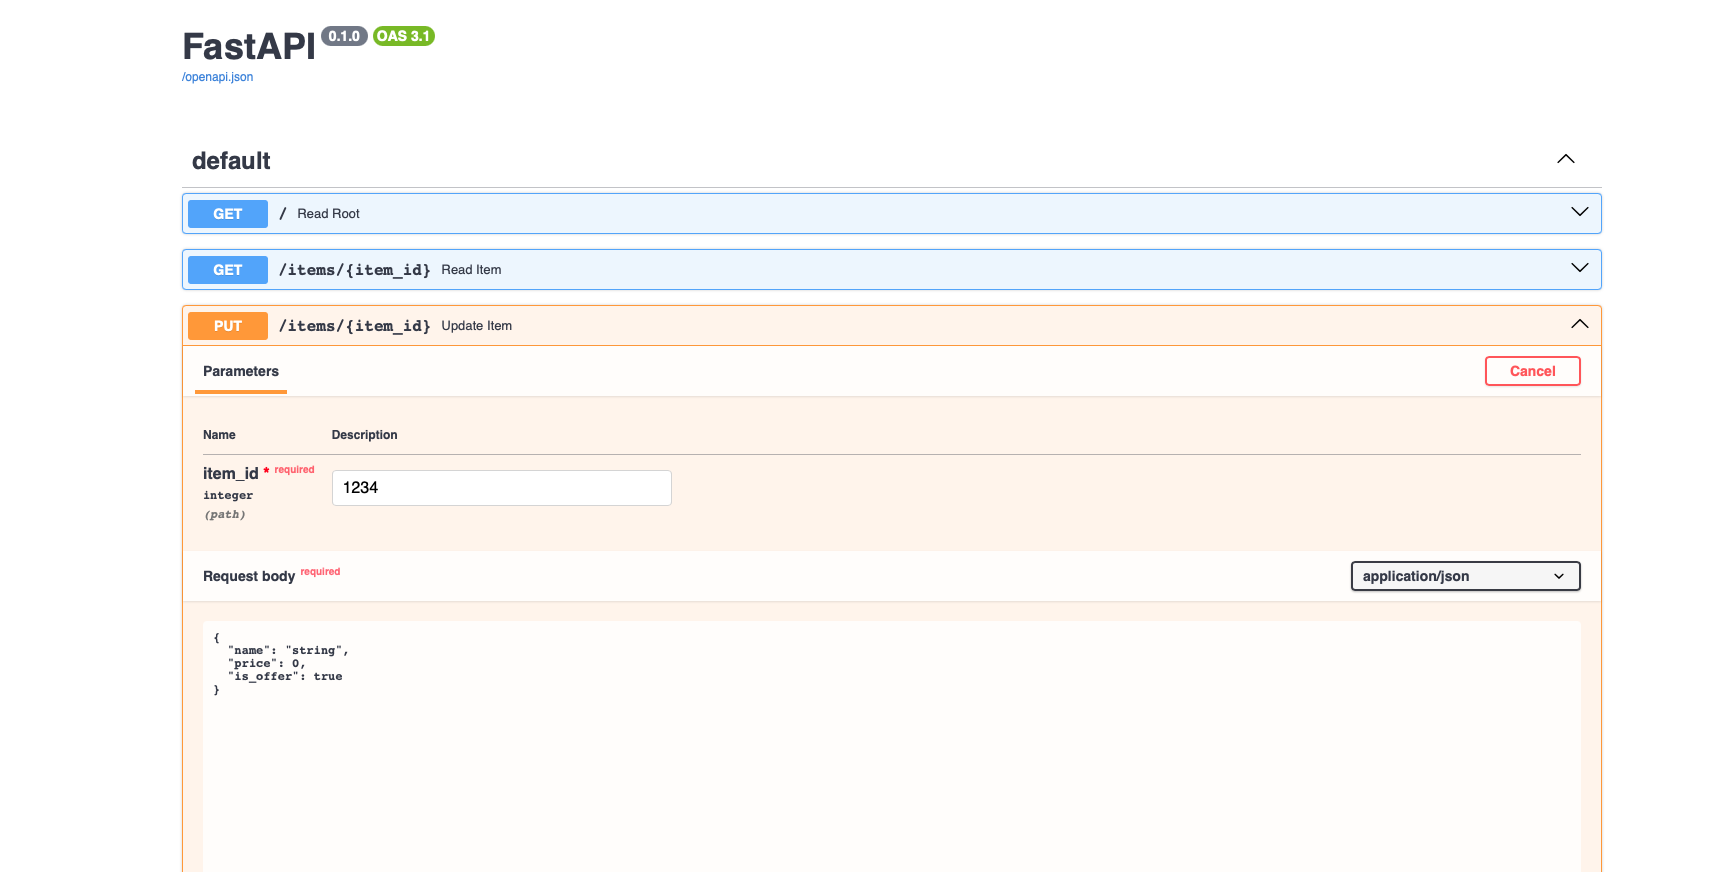 FastAPI 0.1.0 OAS 3.1
/openapi.json
default
GET / Read Root
GET /items/{item_id} Read Item
PUT /items/{item_id} Update Item
Parameters Cancel
Name Description
item_id * required 1234
integer
(path)
Request body required application/json
{
  "name": "string",
  "price": 0,
  "is_offer": true
}